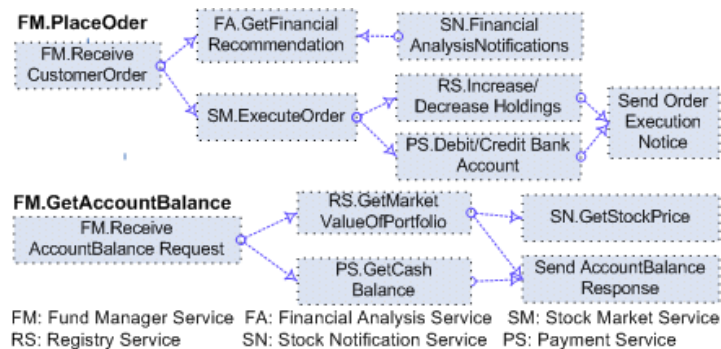 FM.PlaceOder
FM.Receive
CustomerOrder
FA.GetFinancial
Recommendation
SN.Financial
AnalysisNotifications
SM.ExecuteOrder
RS.Increase/
Decrease Holdings
PS.Debit/Credit Bank
Account
Send Order
Execution
Notice
FM.GetAccountBalance
FM.Receive
AccountBalance Request
RS.GetMarket
ValueOfPortfolio
PS.GetCash
Balance
SN.GetStockPrice
Send AccountBalance
Response
FM: Fund Manager Service FA: Financial Analysis Service SM: Stock Market Service
RS: Registry Service SN: Stock Notification Service PS: Payment Service